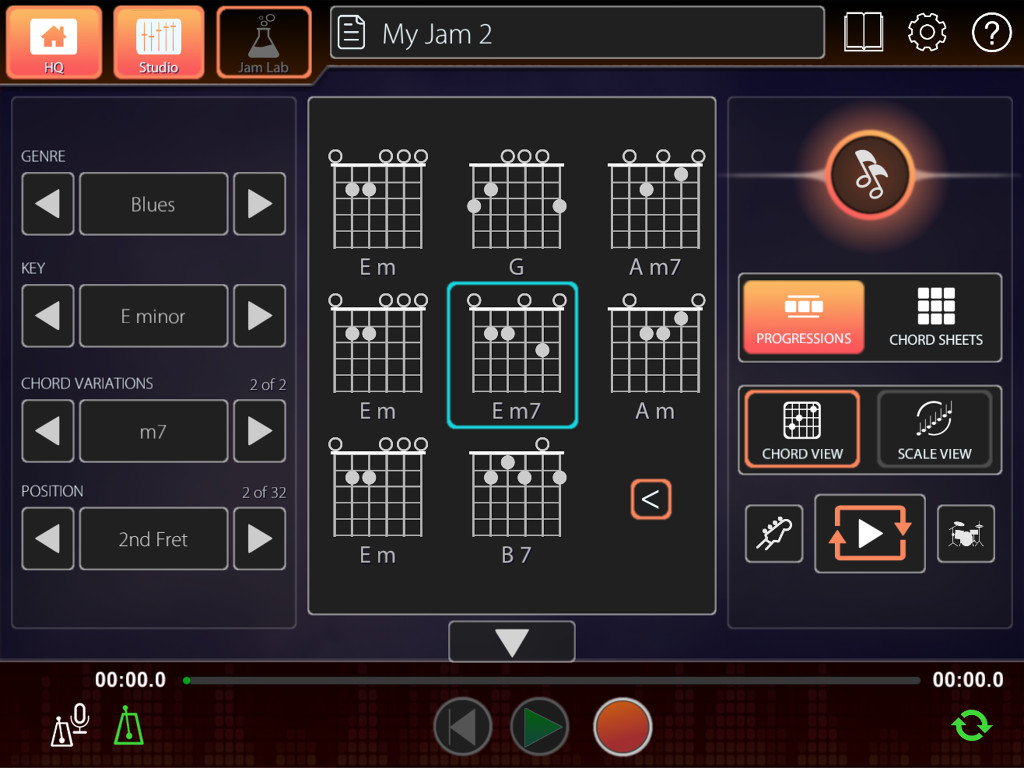 HQ
Studio
Jam Lab
My Jam 2
?
GENRE
Blues
KEY
E minor
CHORD VARIATIONS 2 of 2
m7
POSITION 2 of 32
2nd Fret
E m G A m7
E m E m7 A m
E m B 7
<
PROGRESSIONS CHORD SHEETS
CHORD VIEW SCALE VIEW
00:00.0 00:00.0